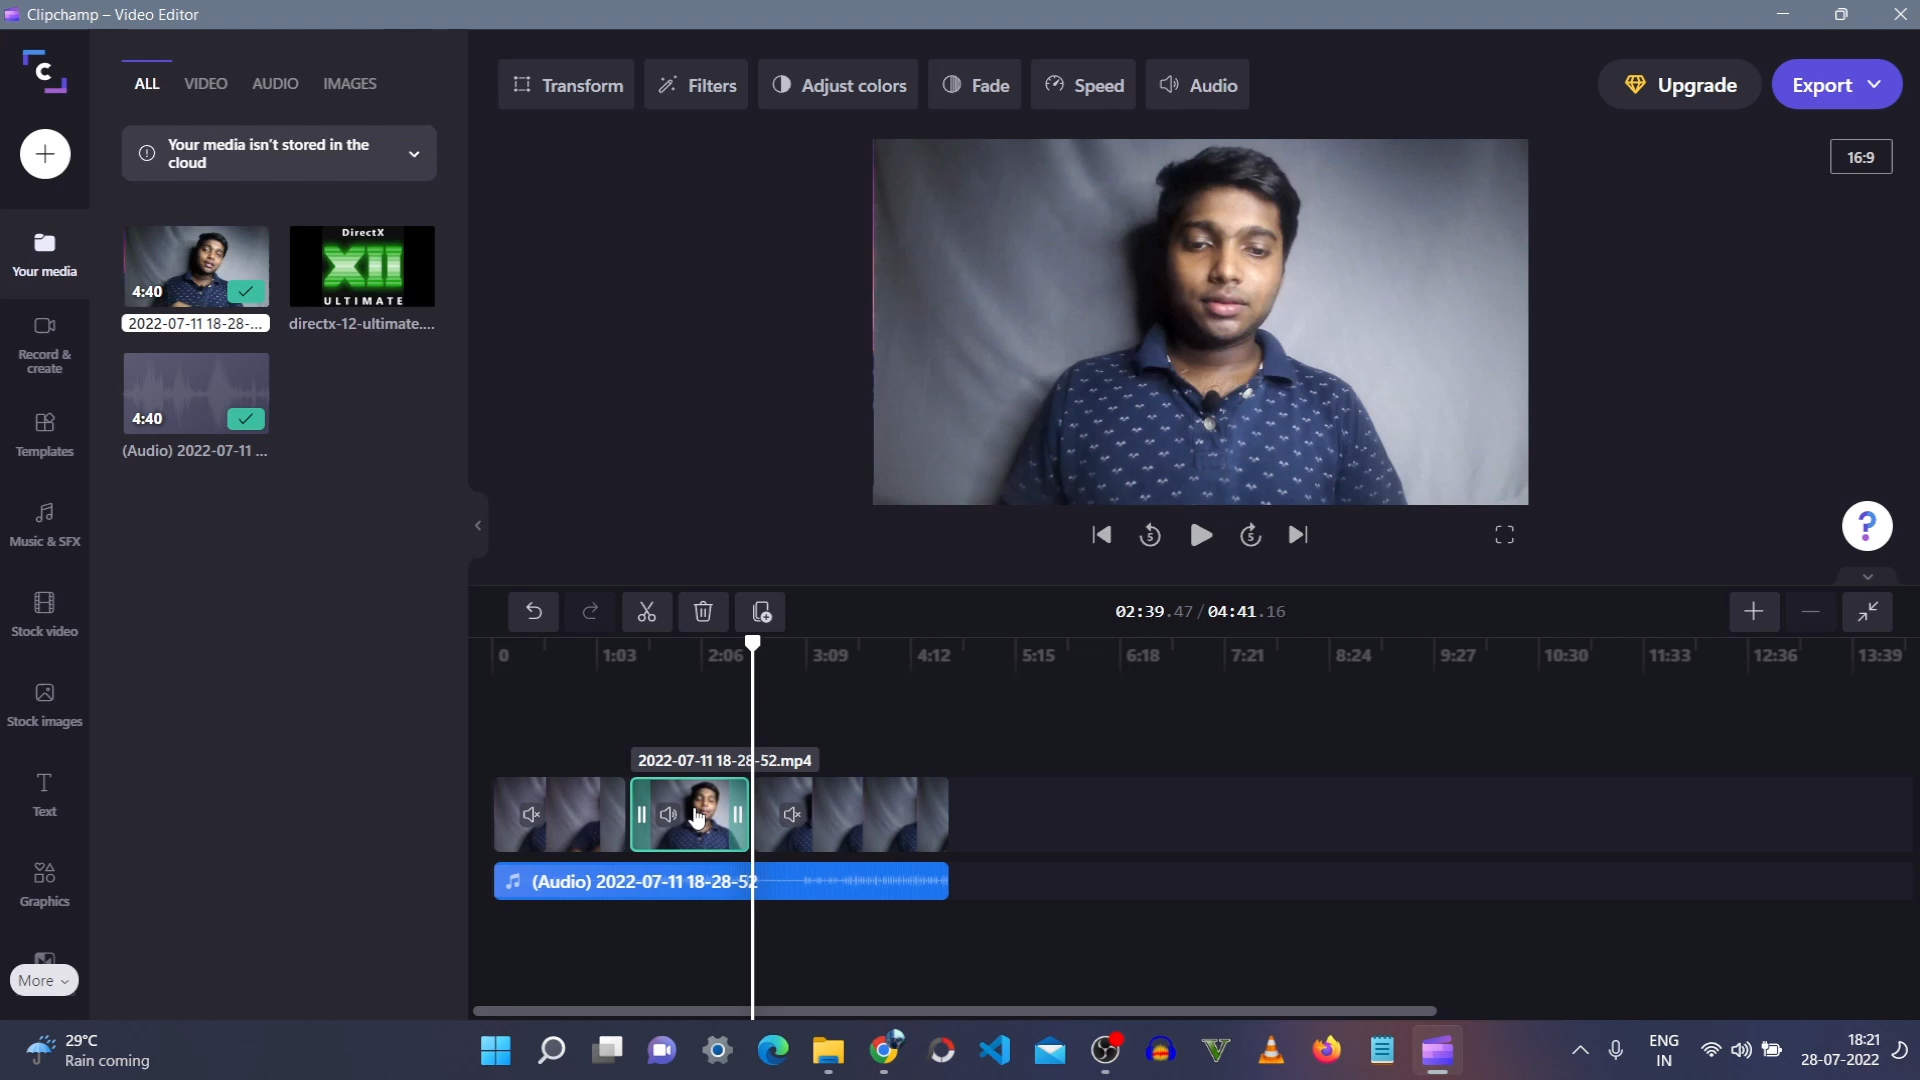 Clipchamp – Video Editor
C
ALL VIDEO AUDIO IMAGES
Transform Filters Adjust colors Fade Speed Audio
Upgrade Export
Your media isn't stored in the
cloud
16:9
Your media
4:40
2022-07-11 18-28-...
DirectX
XII
ULTIMATE
directx-12-ultimate....
4:40
(Audio) 2022-07-11 ...
Record &
create
Templates
Music & SFX
Stock video
Stock images
Text
Graphics
More
5 5
?
02:39.47 / 04:41.16
0 1:03 2:06 3:09 4:12 5:15 6:18 7:21 8:24 9:27 10:30 11:33 12:36 13:39
2022-07-11 18-28-52.mp4
(Audio) 2022-07-11 18-28-52
29°C
Rain coming
ENG
IN
18:21
28-07-2022